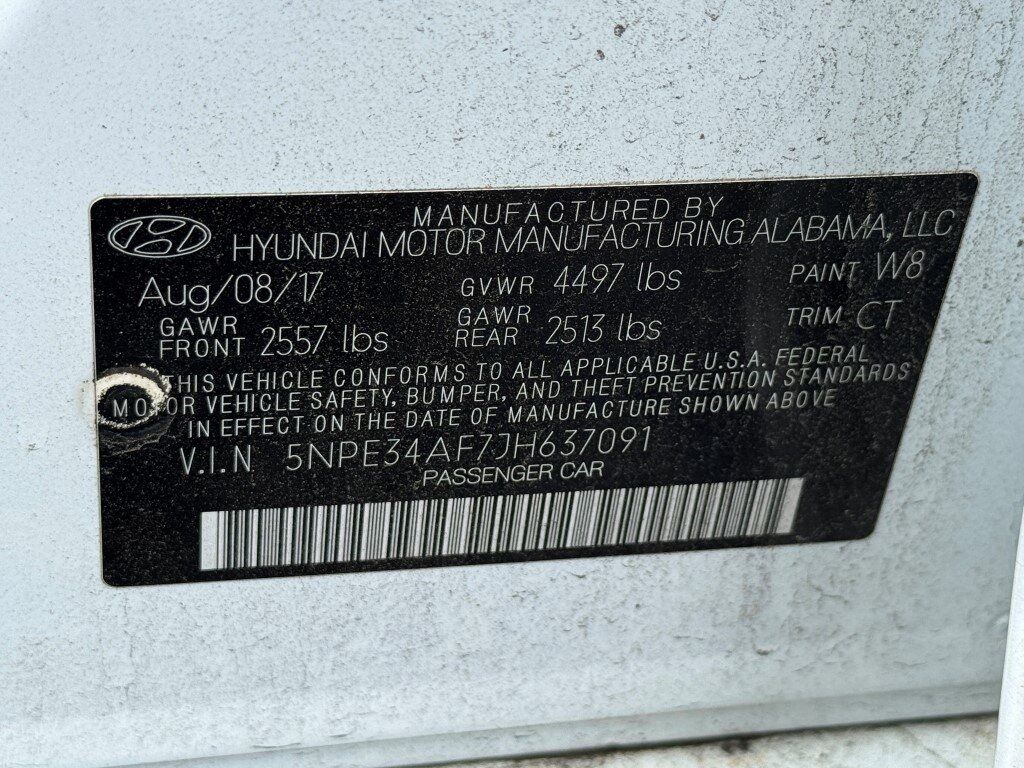 MANUFACTURED BY
HYUNDAI MOTOR MANUFACTURING ALABAMA, LLC
Aug/08/17 GVWR 4497 lbs PAINT W8
GAWR FRONT 2557 lbs GAWR REAR 2513 lbs TRIM CT
THIS VEHICLE CONFORMS TO ALL APPLICABLE U.S.A. FEDERAL
MOTOR VEHICLE SAFETY, BUMPER, AND THEFT PREVENTION STANDARDS
IN EFFECT ON THE DATE OF MANUFACTURE SHOWN ABOVE
V.I.N 5NPE34AF7JH637091
PASSENGER CAR